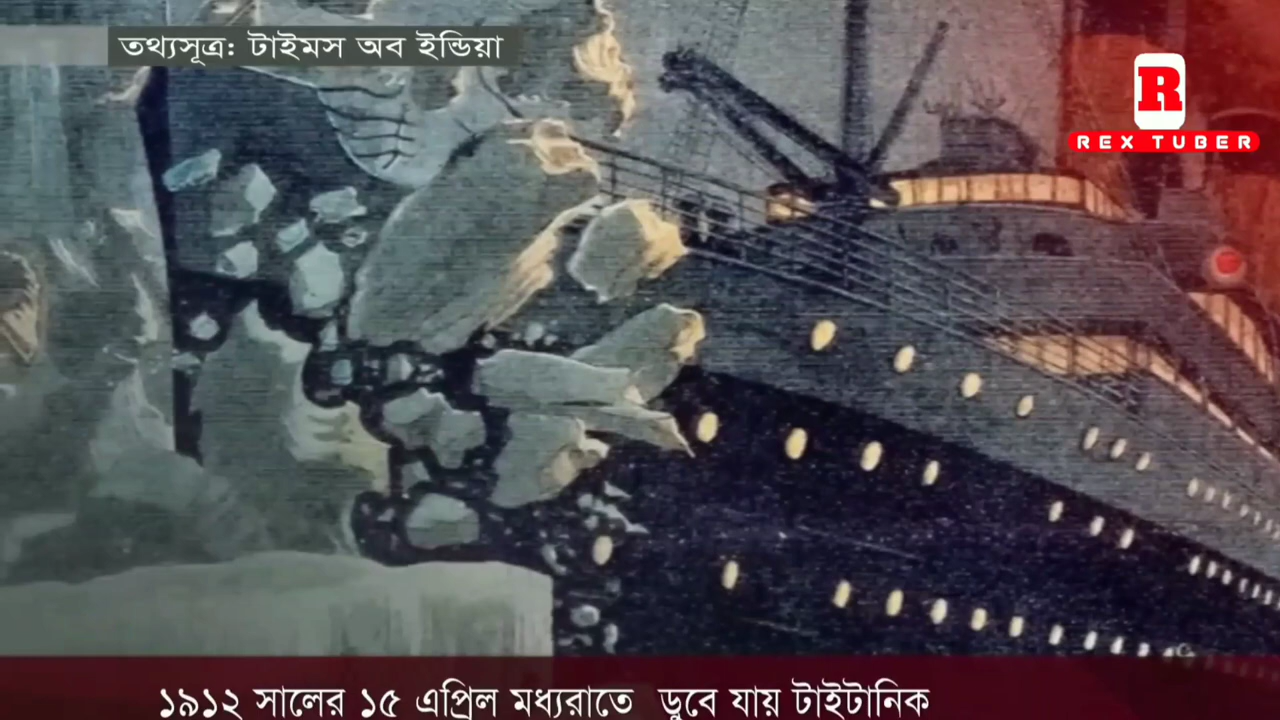 তথ্যসূত্র: টাইমস অব ইন্ডিয়া
R
REX TUBER
১৯১২ সালের ১৫ এপ্রিল মধ্যরাতে ডুবে যায় টাইটানিক